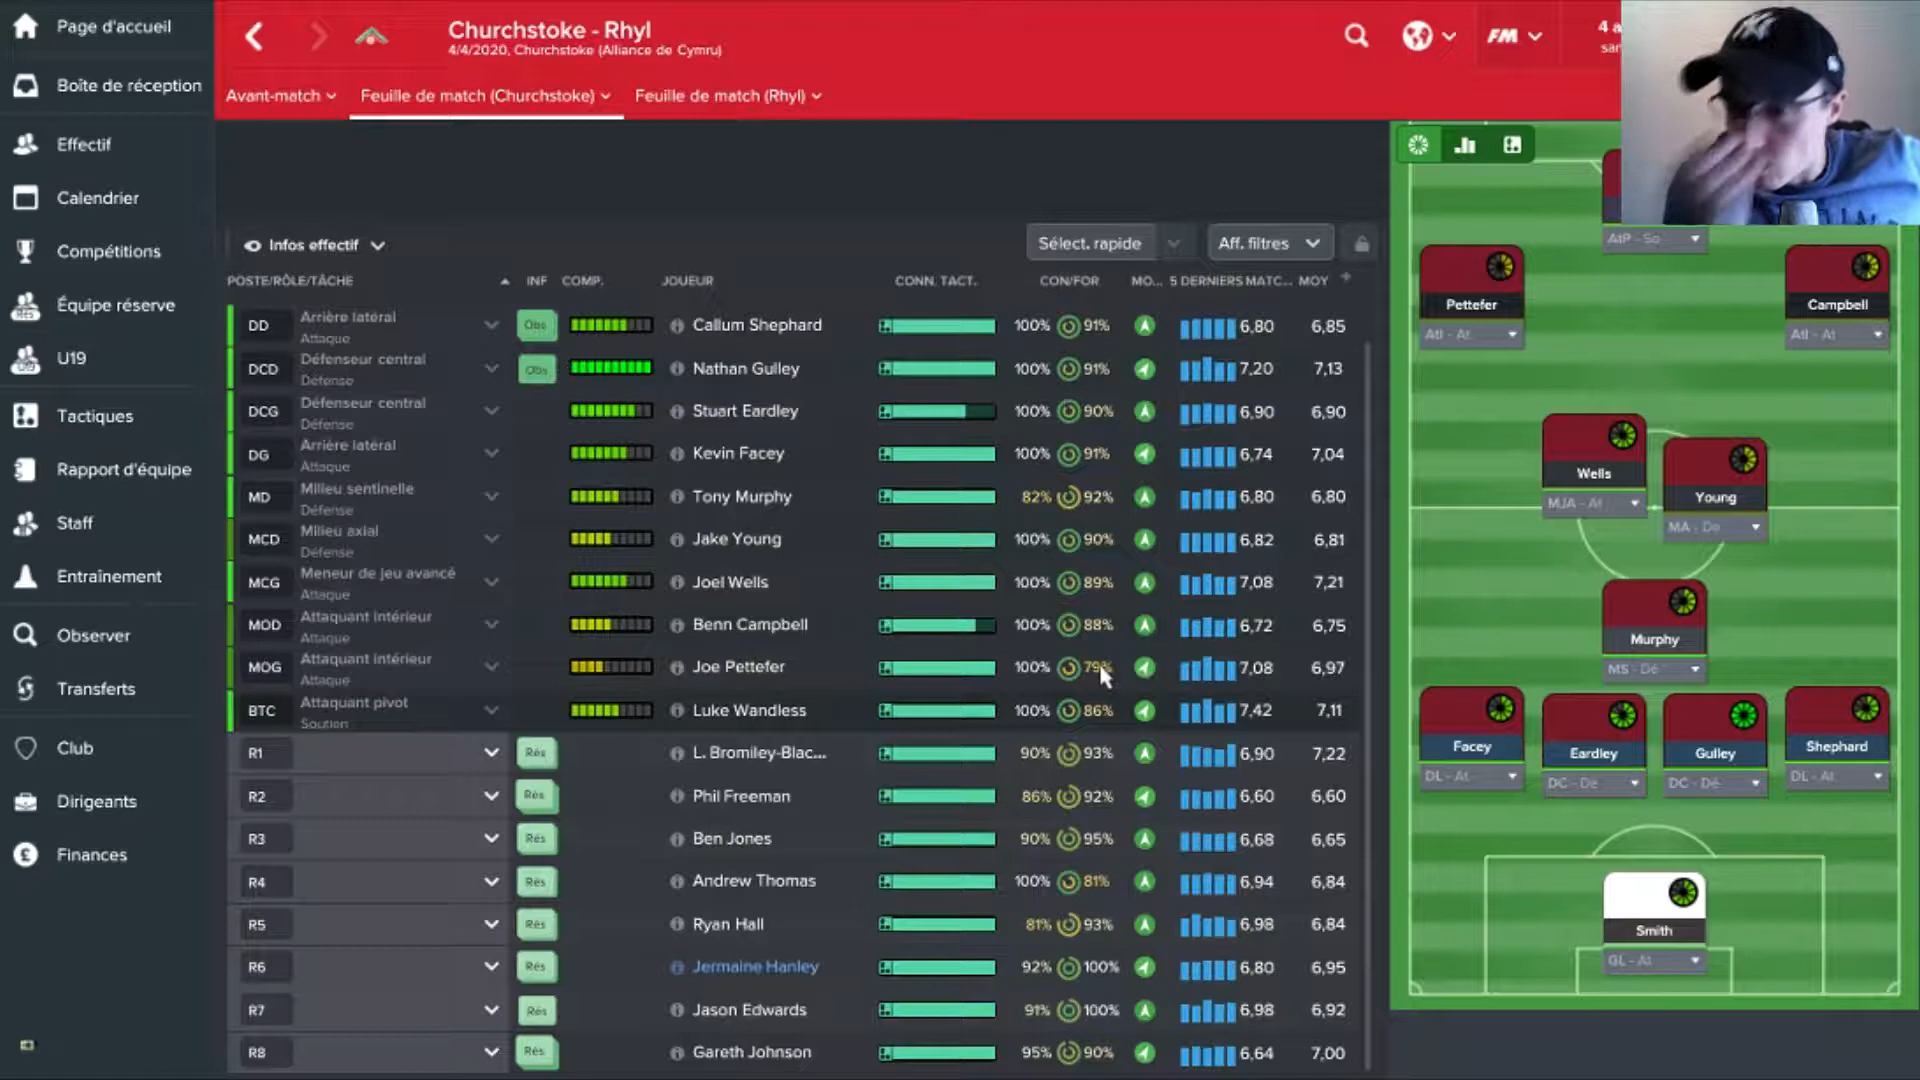 Page d'accueil
Boîte de réception
Effectif
Calendrier
Compétitions
Équipe réserve
U19
Tactiques
Rapport d'équipe
Staff
Entraînement
Observer
Transferts
Club
Dirigeants
Finances
Churchstoke - Rhyl
4/4/2020, Churchstoke (Alliance de Cymru)
FM
Avant-match
Feuille de match (Churchstoke)
Feuille de match (Rhyl)
Infos effectif
Sélect. rapide
Aff. filtres
POSTE/RÔLE/TÂCHE INF COMP. JOUEUR CONN. TACT. CON/FOR MO... 5 DERNIERS MATC... MOY
DD Arrière latéral Attaque Obs Callum Shephard 100% 91% 6,80 6,85
DCD Défenseur central Défense Obs Nathan Gulley 100% 91% 7,20 7,13
DCG Défenseur central Défense Stuart Eardley 100% 90% 6,90 6,90
DG Arrière latéral Attaque Kevin Facey 100% 91% 6,74 7,04
MD Milieu sentinelle Défense Tony Murphy 82% 92% 6,80 6,80
MCD Milieu axial Défense Jake Young 100% 90% 6,82 6,81
MCG Meneur de jeu avancé Attaque Joel Wells 100% 89% 7,08 7,21
MOD Attaquant intérieur Attaque Benn Campbell 100% 88% 6,72 6,75
MOG Attaquant intérieur Attaque Joe Pettefer 100% 79% 7,08 6,97
BTC Attaquant pivot Soutien Luke Wandless 100% 86% 7,42 7,11
R1 Rés L. Bromiley-Blac... 90% 93% 6,90 7,22
R2 Rés Phil Freeman 86% 92% 6,60 6,60
R3 Rés Ben Jones 90% 95% 6,68 6,65
R4 Rés Andrew Thomas 100% 81% 6,94 6,84
R5 Rés Ryan Hall 81% 93% 6,98 6,84
R6 Rés Jermaine Hanley 92% 100% 6,80 6,95
R7 Rés Jason Edwards 91% 100% 6,98 6,92
R8 Rés Gareth Johnson 95% 90% 6,64 7,00
AtP - So
Pettefer
AtI - At
Campbell
AtI - At
Wells
MJA - At
Young
MA - Dé
Murphy
MS - Dé
Facey
DL - At
Eardley
DC - Dé
Gulley
DC - Dé
Shephard
DL - At
Smith
GL - At